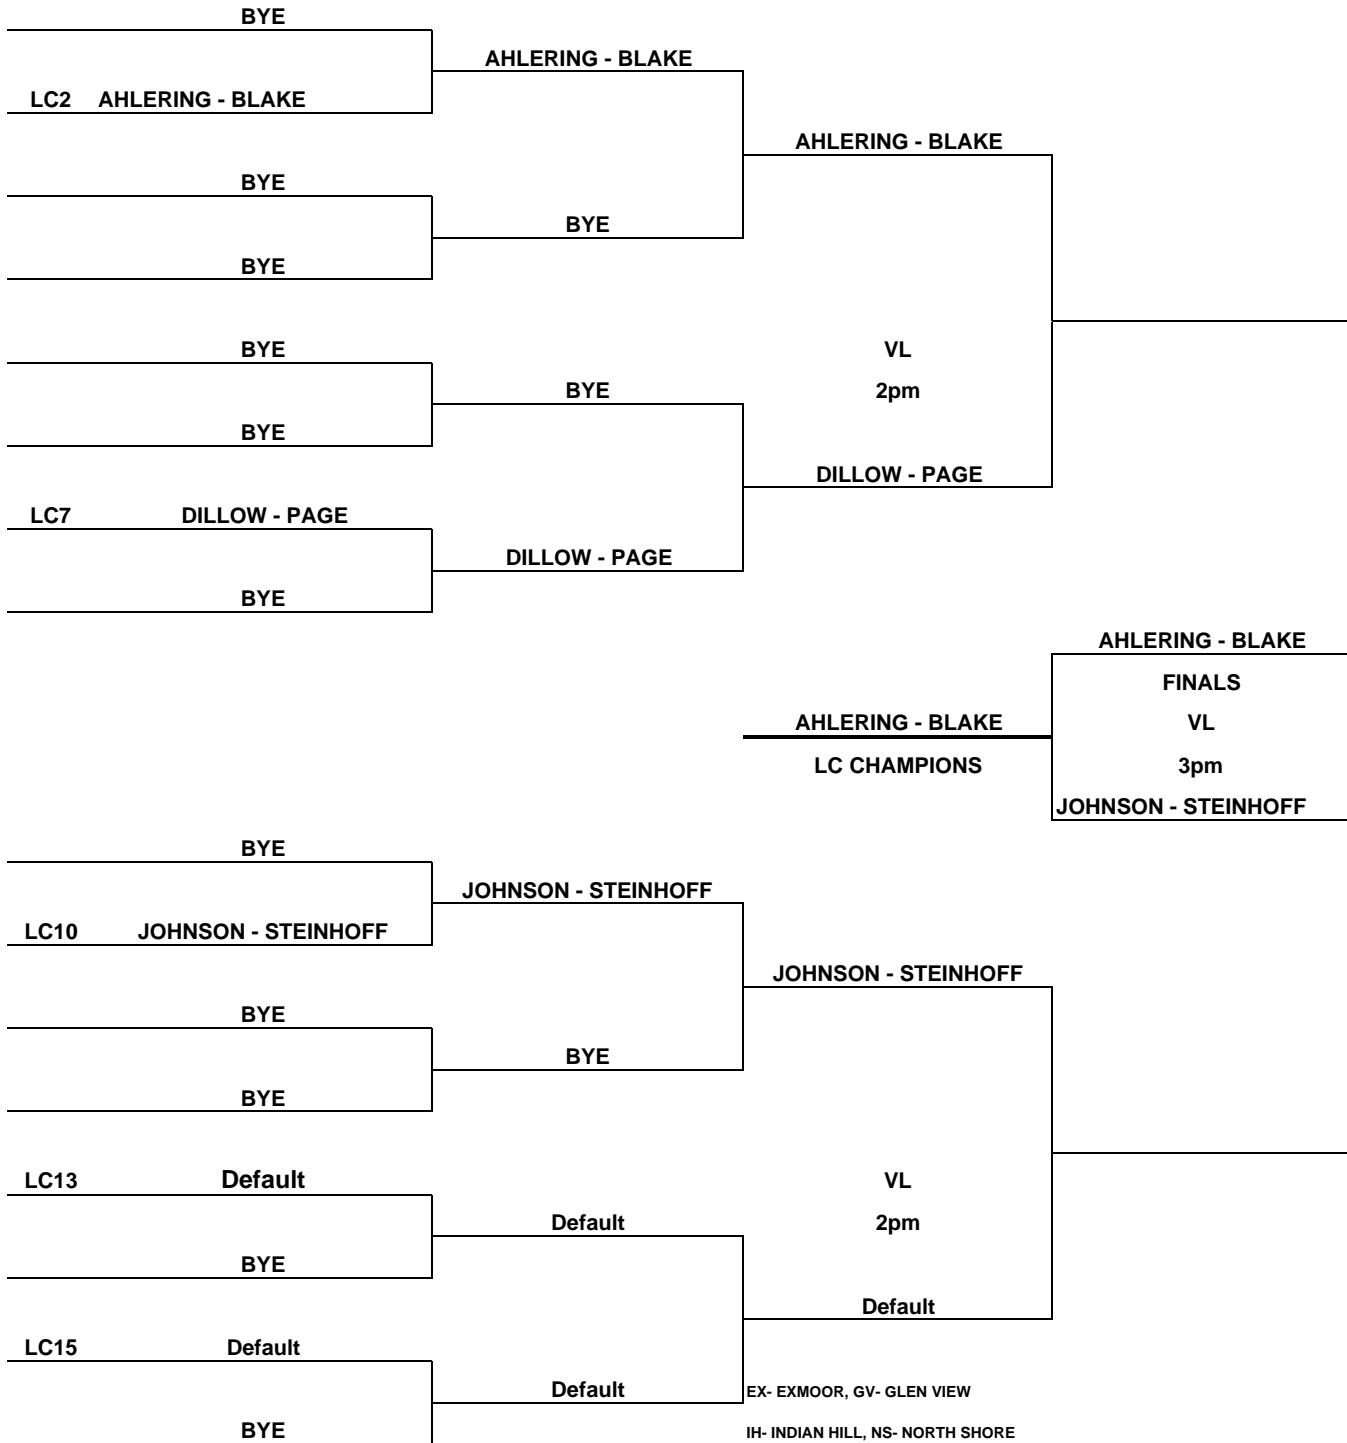 BYE
AHLERING - BLAKE
LC2 AHLERING - BLAKE
AHLERING - BLAKE
BYE
BYE
BYE
BYE
VL
BYE
2pm
BYE
DILLOW - PAGE
LC7 DILLOW - PAGE
DILLOW - PAGE
BYE
AHLERING - BLAKE
FINALS
AHLERING - BLAKE
VL
LC CHAMPIONS
3pm
JOHNSON - STEINHOFF
BYE
JOHNSON - STEINHOFF
LC10 JOHNSON - STEINHOFF
JOHNSON - STEINHOFF
BYE
BYE
BYE
LC13 Default
VL
Default
2pm
BYE
Default
LC15 Default
Default
EX- EXMOOR, GV- GLEN VIEW
BYE
IH- INDIAN HILL, NS- NORTH SHORE